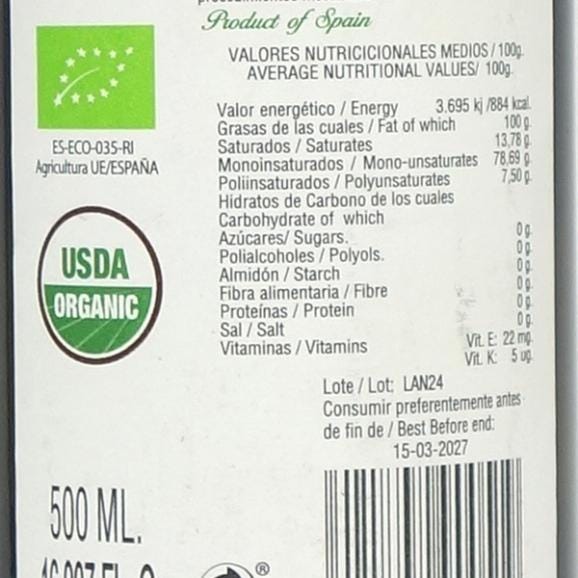 Product of Spain
VALORES NUTRICICIONALES MEDIOS / 100g.
AVERAGE NUTRITIONAL VALUES/ 100g.
Valor energético / Energy 3.695 kj /884 kcal.
Grasas de las cuales / Fat of which 100 g.
Saturados / Saturates 13,78 g.
Monoinsaturados / Mono-unsaturates 78,69 g.
Poliinsaturados / Polyunsaturates 7,50 g.
Hidratos de Carbono de los cuales
Carbohydrate of which 0 g.
Azúcares/ Sugars. 0 g.
Polialcoholes / Polyols. 0 g.
Almidón / Starch 0 g.
Fibra alimentaria / Fibre 0 g.
Proteínas / Protein 0 g.
Sal / Salt
Vitaminas / Vitamins Vit. E: 22 mg.
Vit. K: 5 ug.
ES-ECO-035-RI
Agricultura UE/ESPAÑA
USDA
ORGANIC
Lote / Lot: LAN24
Consumir preferentemente antes
de fin de / Best Before end:
15-03-2027
500 ML.
®